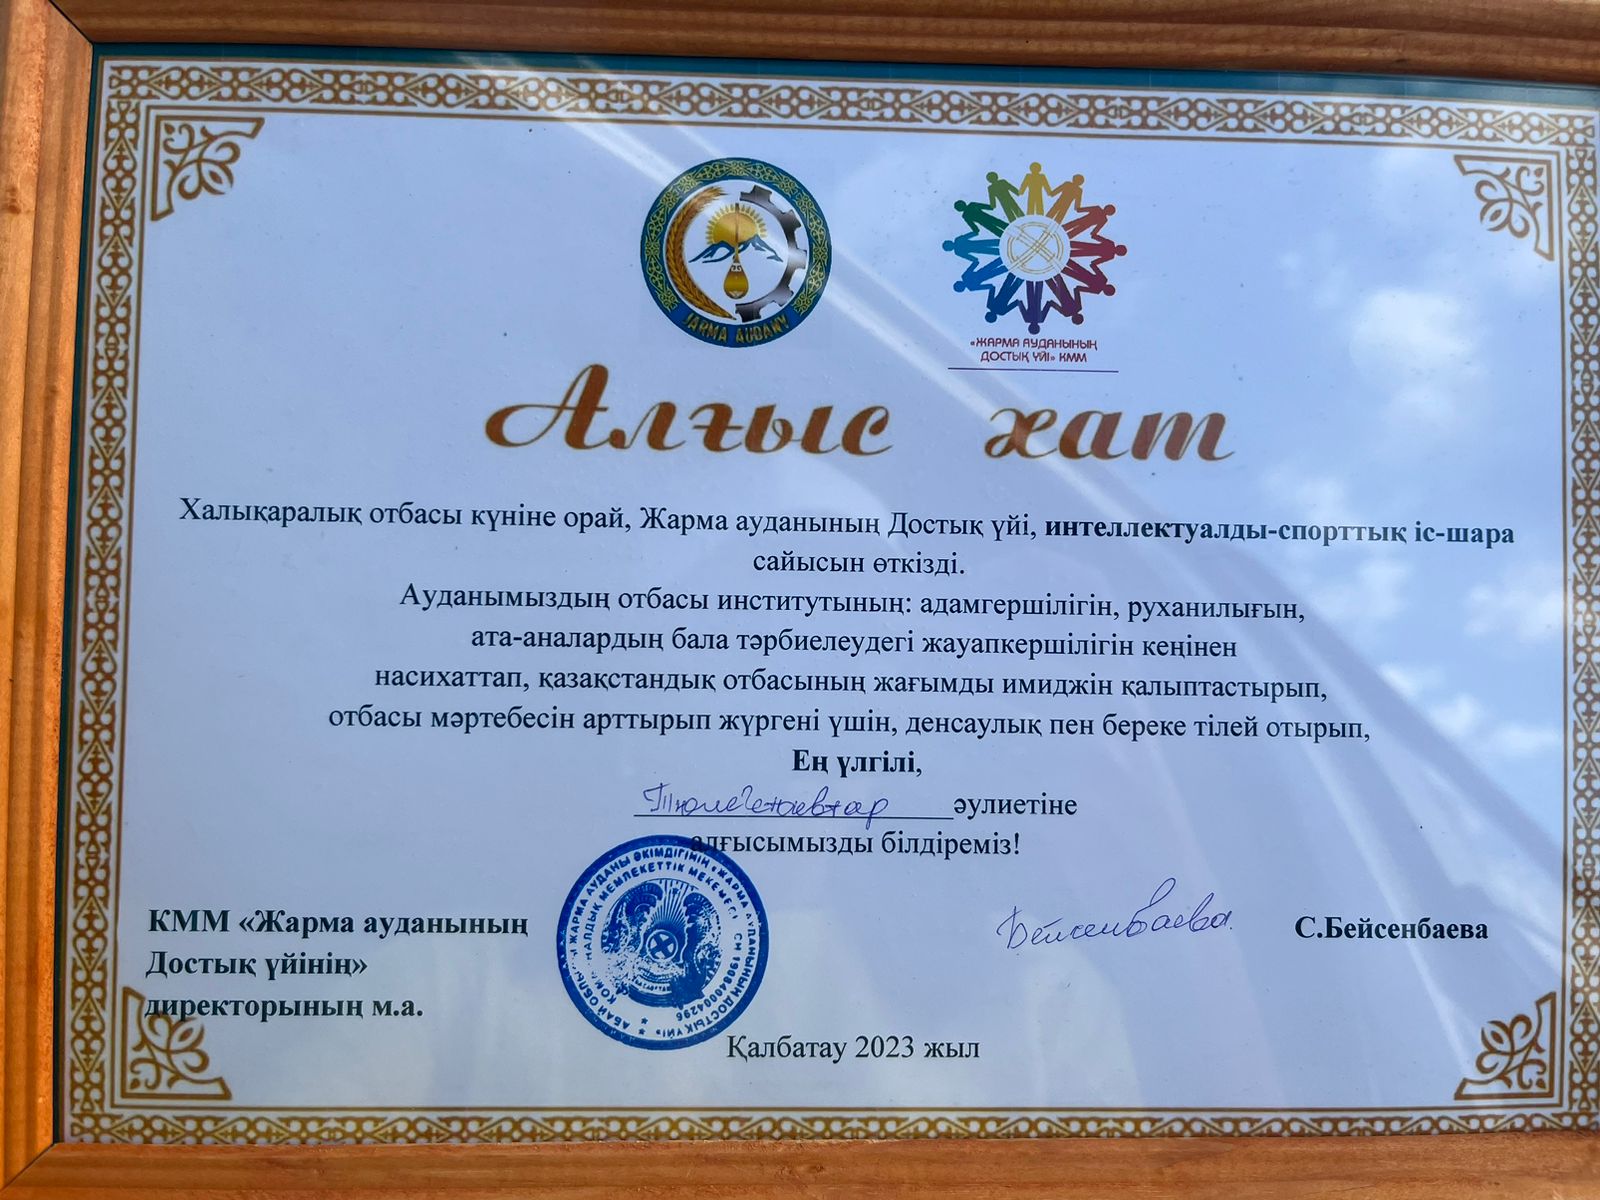 JARMA AUDANY
«ЖАРМА АУДАНЫНЫҢ
ДОСТЫҚ ҮЙІ» КММ
Алғыс хат
Халықаралық отбасы күніне орай, Жарма ауданының Достық үйі, интеллектуалды-спорттық іс-шара
сайысын өткізді.
Ауданымыздың отбасы институтының: адамгершілігін, руханилығын,
ата-аналардың бала тәрбиелеудегі жауапкершілігін кеңінен
насихаттап, қазақстандық отбасының жағымды имиджін қалыптастырып,
отбасы мәртебесін арттырып жүргені үшін, денсаулық пен береке тілей отырып,
Ең үлгілі,
әулиетіне
алғысымызды білдіреміз!
КММ «Жарма ауданының
Достық үйінің»
директорының м.а.
Бейсенбаева
С.Бейсенбаева
Қалбатау 2023 жыл